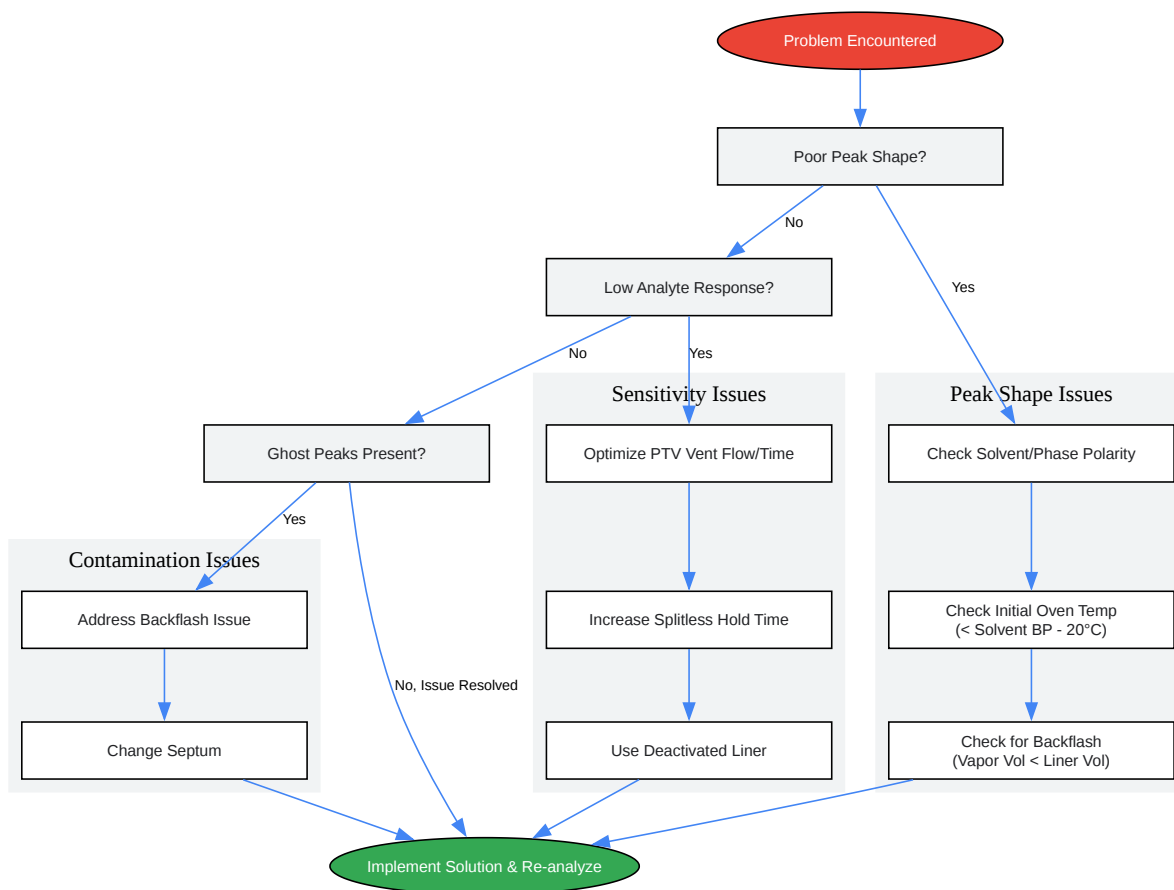 Problem Encountered
Poor Peak Shape?
No
Low Analyte Response?
Yes
No
Yes
Sensitivity Issues
Peak Shape Issues
Ghost Peaks Present?
Optimize PTV Vent Flow/Time
Check Solvent/Phase Polarity
Yes
Contamination Issues
Address Backflash Issue
Increase Splitless Hold Time
Check Initial Oven Temp
(< Solvent BP - 20°C)
No, Issue Resolved
Change Septum
Use Deactivated Liner
Check for Backflash
(Vapor Vol < Liner Vol)
Implement Solution & Re-analyze